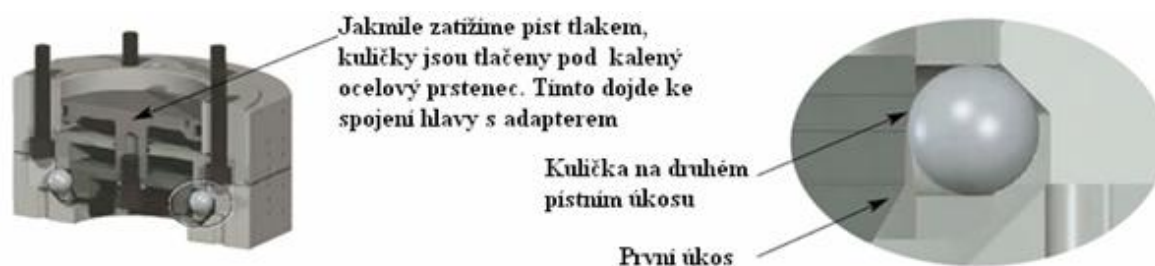 Jakmile zatížíme píst tlakem,
kuličky jsou tlačeny pod kalený
ocelový prstenec. Tímto dojde ke
spojení hlavy s adapterem
Kulička na druhém
pístním úkosu
První úkos